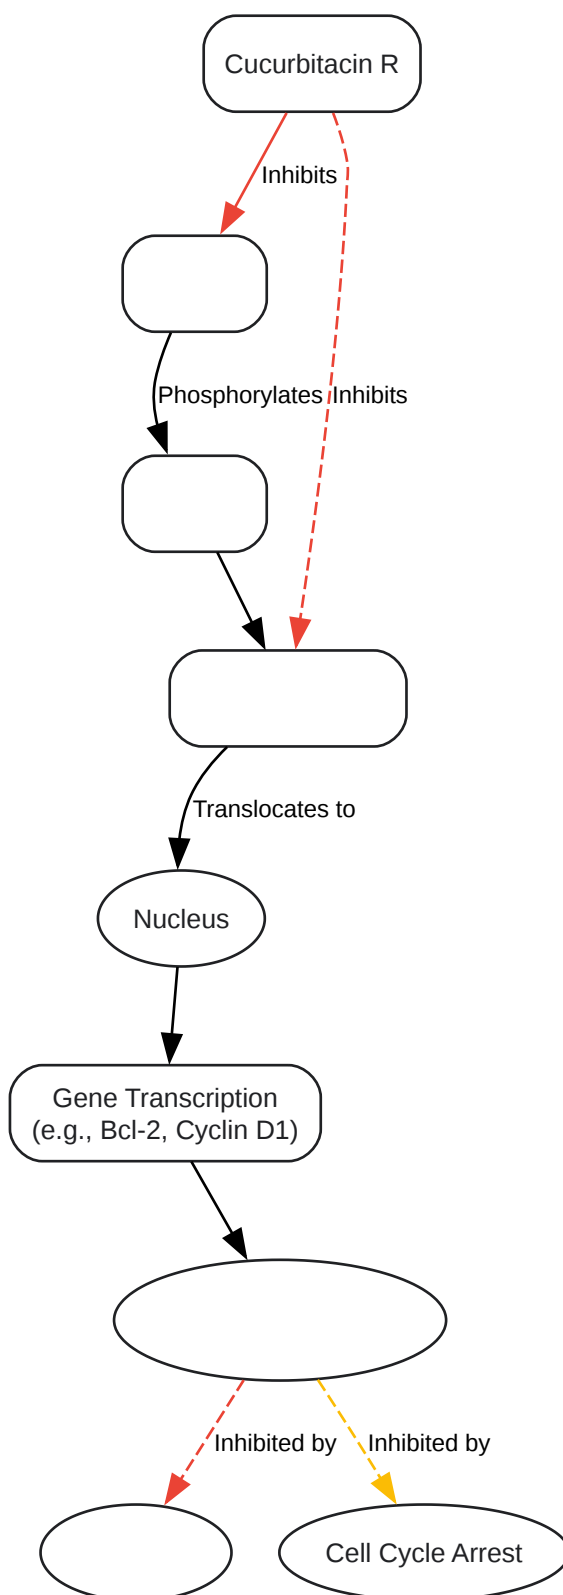 Cucurbitacin R
Inhibits
Phosphorylates
Inhibits
Translocates to
Nucleus
Gene Transcription
(e.g., Bcl-2, Cyclin D1)
Inhibited by
Inhibited by
Cell Cycle Arrest